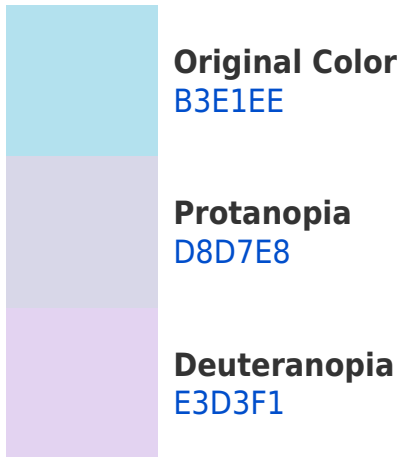 Original Color
B3E1EE
Protanopia
D8D7E8
Deuteranopia
E3D3F1